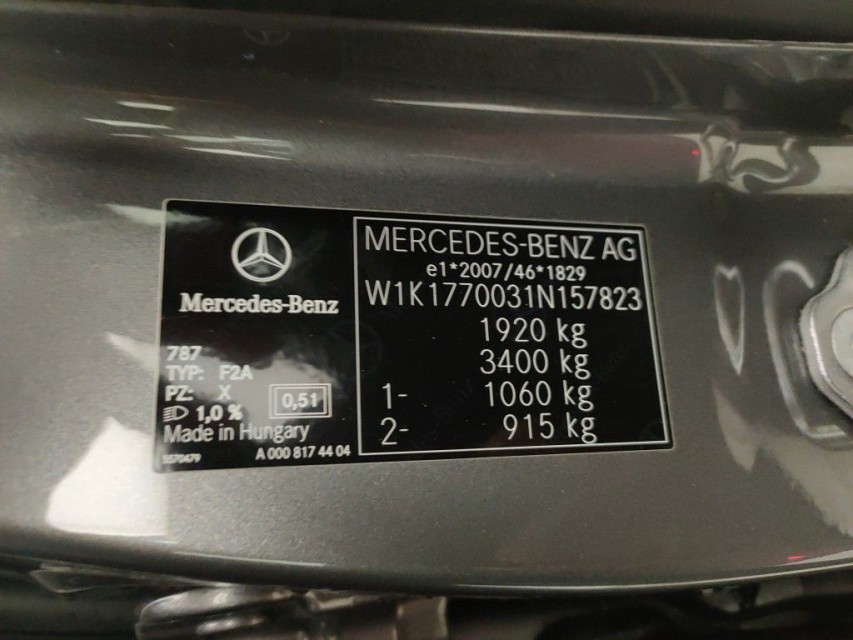 Mercedes-Benz
787
TYP: F2A
PZ: X
0,51
1,0 %
Made in Hungary
5570479
A 000 817 44 04
MERCEDES-BENZ AG
e1*2007/46*1829
W1K1770031N157823
1920 kg
3400 kg
1- 1060 kg
2- 915 kg